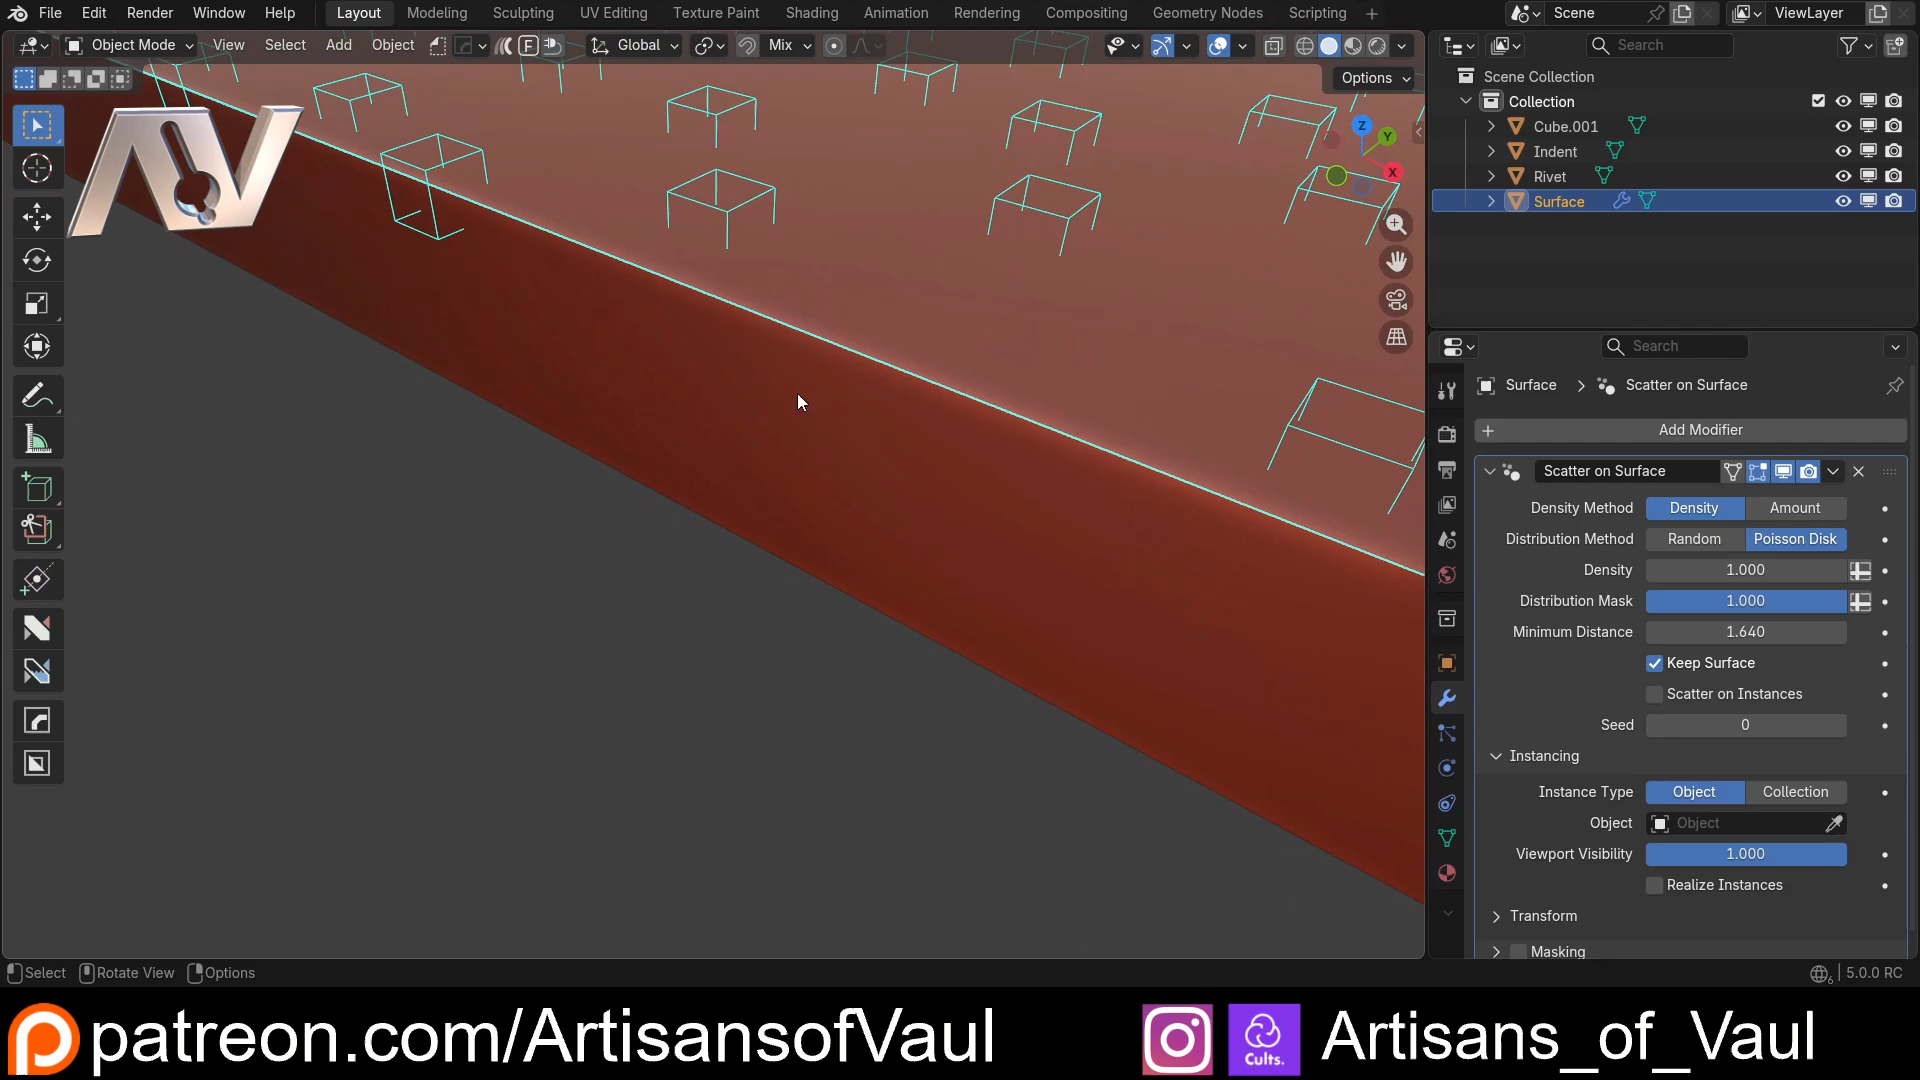 File Edit Render Window Help Layout Modeling Sculpting UV Editing Texture Paint Shading Animation Rendering Compositing Geometry Nodes Scripting Scene ViewLayer
Object Mode View Select Add Object F Global Mix Search
Options
Scene Collection
Collection
Cube.001
Indent
Rivet
Surface
Z
Y
X
Search
Surface Scatter on Surface
Add Modifier
Scatter on Surface
Density Method Density Amount
Distribution Method Random Poisson Disk
Density 1.000
Distribution Mask 1.000
Minimum Distance 1.640
Keep Surface
Scatter on Instances
Seed 0
Instancing
Instance Type Object Collection
Object Object
Viewport Visibility 1.000
Realize Instances
Transform
Masking
Select Rotate View Options 5.0.0 RC
patreon.com/ArtisansofVaul Cults. Artisans_of_Vaul